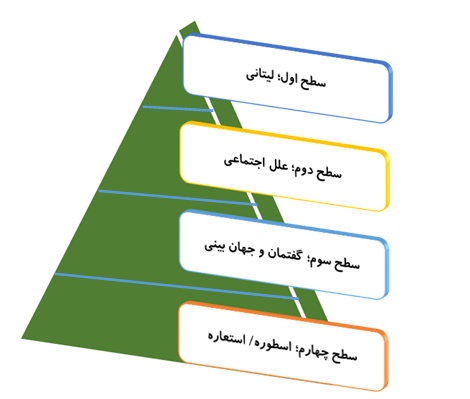 سطح اول؛ لیتانی
سطح دوم؛ علل اجتماعی
سطح سوم؛ گفتمان و جهان بینی
سطح چهارم؛ اسطوره/ استعاره